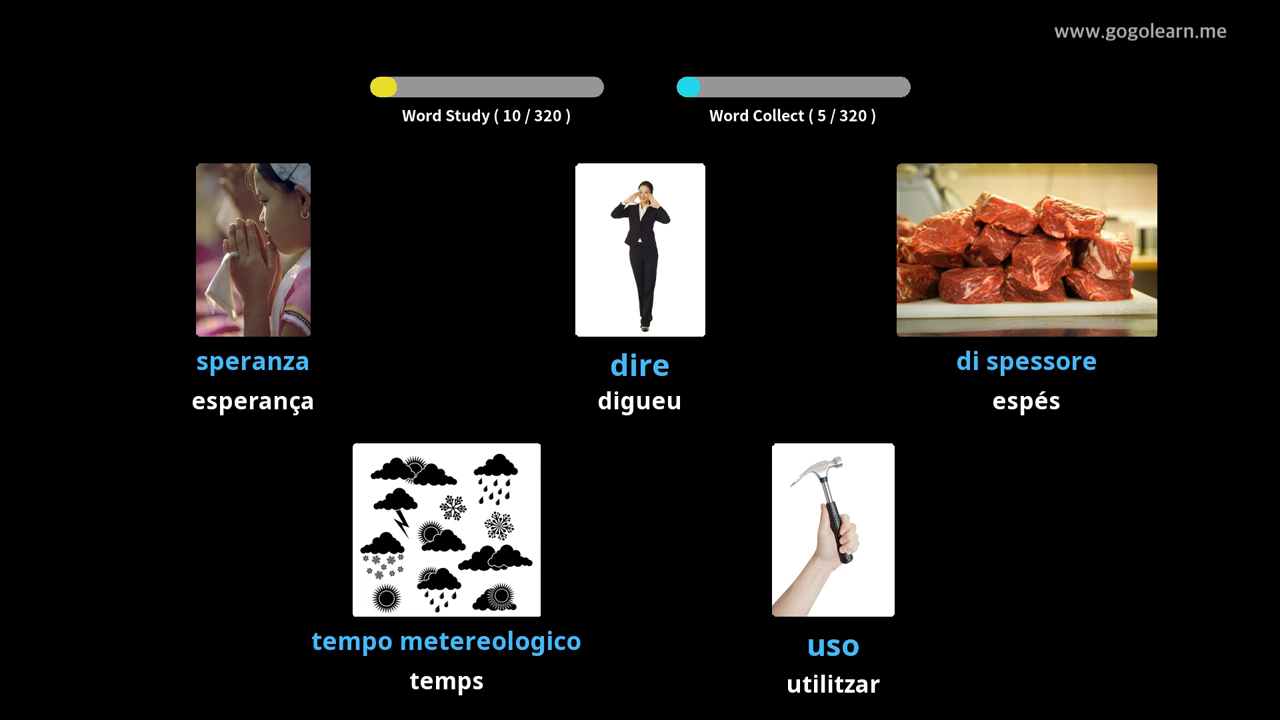 www.gogolearn.me
Word Study ( 10 / 320 )
Word Collect ( 5 / 320 )
speranza
esperança
dire
digueu
di spessore
espés
tempo metereologico
temps
uso
utilitzar